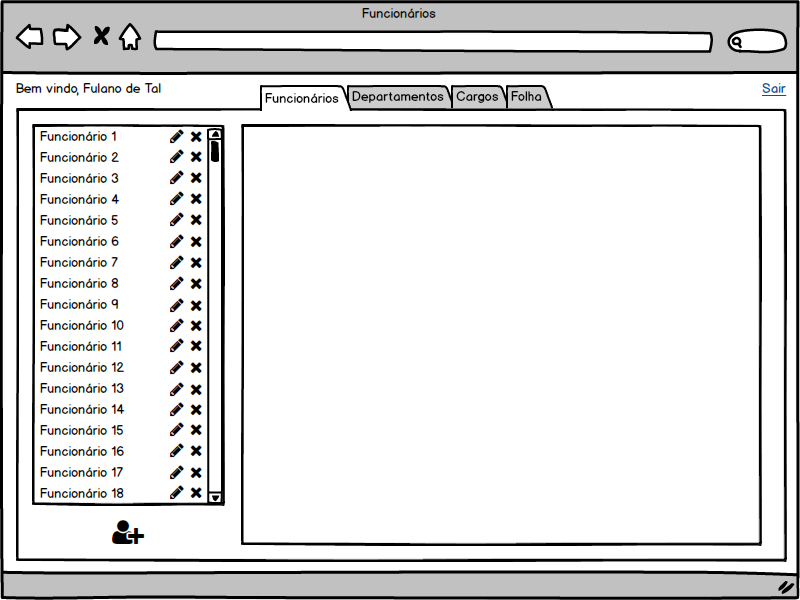 Funcionários
Bem vindo, Fulano de Tal
Funcionários Departamentos Cargos Folha
Sair
Funcionário 1
Funcionário 2
Funcionário 3
Funcionário 4
Funcionário 5
Funcionário 6
Funcionário 7
Funcionário 8
Funcionário 9
Funcionário 10
Funcionário 11
Funcionário 12
Funcionário 13
Funcionário 14
Funcionário 15
Funcionário 16
Funcionário 17
Funcionário 18